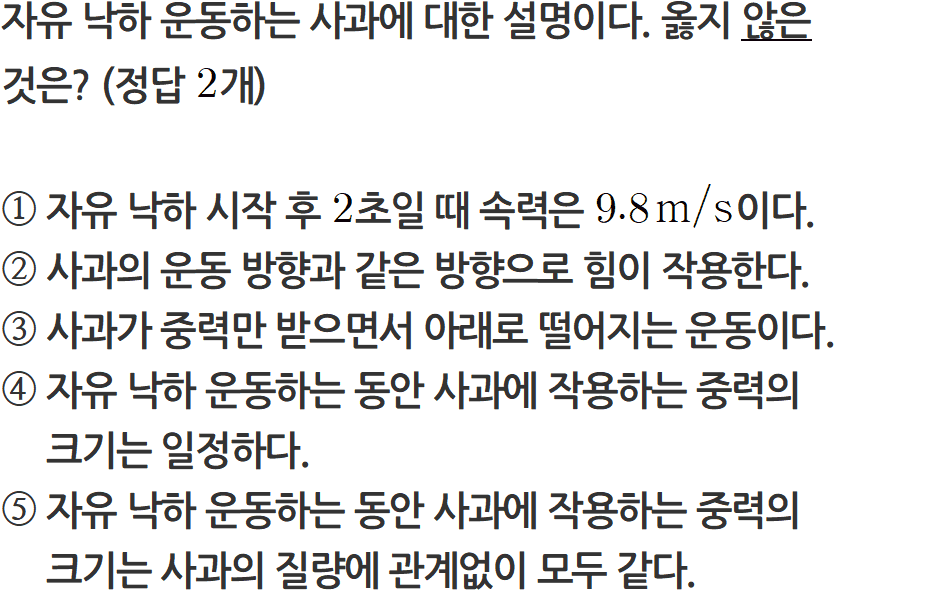 자유 낙하 운동하는 사과에 대한 설명이다. 옳지 않은
것은? (정답 2개)
① 자유 낙하 시작 후 2초일 때 속력은 9.8m/s이다.
② 사과의 운동 방향과 같은 방향으로 힘이 작용한다.
③ 사과가 중력만 받으면서 아래로 떨어지는 운동이다.
④ 자유 낙하 운동하는 동안 사과에 작용하는 중력의
크기는 일정하다.
⑤ 자유 낙하 운동하는 동안 사과에 작용하는 중력의
크기는 사과의 질량에 관계없이 모두 같다.